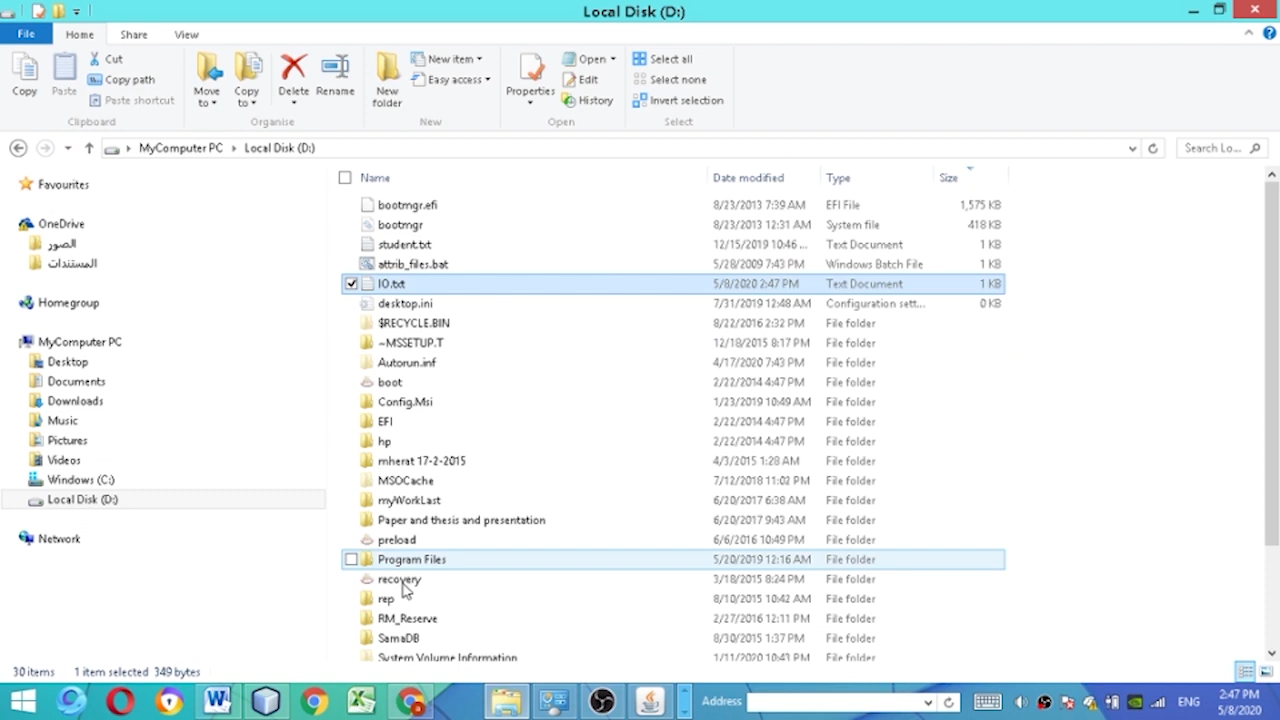 Local Disk (D:)
File Home Share View
Copy
Paste
Cut
Copy path
Paste shortcut
Clipboard
Move to
Copy to
Delete
Rename
Organise
New folder
New item
Easy access
New
Properties
Open
Edit
History
Open
Select all
Select none
Invert selection
Select
MyComputer PC Local Disk (D:)
Search Lo...
Favourites
OneDrive
الصور
المستندات
Homegroup
MyComputer PC
Desktop
Documents
Downloads
Music
Pictures
Videos
Windows (C:)
Local Disk (D:)
Network
Name Date modified Type Size
bootmgr.efi 8/23/2013 7:39 AM EFI File 1,575 KB
bootmgr 8/23/2013 12:31 AM System file 418 KB
student.txt 12/15/2019 10:46 ... Text Document 1 KB
attrib_files.bat 5/28/2009 7:43 PM Windows Batch File 1 KB
IO.txt 5/8/2020 2:47 PM Text Document 1 KB
desktop.ini 7/31/2019 12:48 AM Configuration sett... 0 KB
$RECYCLE.BIN 8/22/2016 2:32 PM File folder
~MSSETUP.T 12/18/2015 8:17 PM File folder
Autorun.inf 4/17/2020 7:43 PM File folder
boot 2/22/2014 4:47 PM File folder
Config.Msi 1/23/2019 10:49 AM File folder
EFI 2/22/2014 4:47 PM File folder
hp 2/22/2014 4:47 PM File folder
mherat 17-2-2015 4/3/2015 1:28 AM File folder
MSOCache 7/12/2018 11:02 PM File folder
myWorkLast 6/20/2017 6:38 AM File folder
Paper and thesis and presentation 6/20/2017 9:43 AM File folder
preload 6/6/2016 10:49 PM File folder
Program Files 5/20/2019 12:16 AM File folder
recovery 3/18/2015 8:24 PM File folder
rep 8/10/2015 10:42 AM File folder
RM_Reserve 2/27/2016 12:11 PM File folder
SamaDB 8/30/2015 1:37 PM File folder
System Volume Information 1/11/2020 10:43 PM File folder
30 items 1 item selected 349 bytes
Address
ENG
2:47 PM
5/8/2020